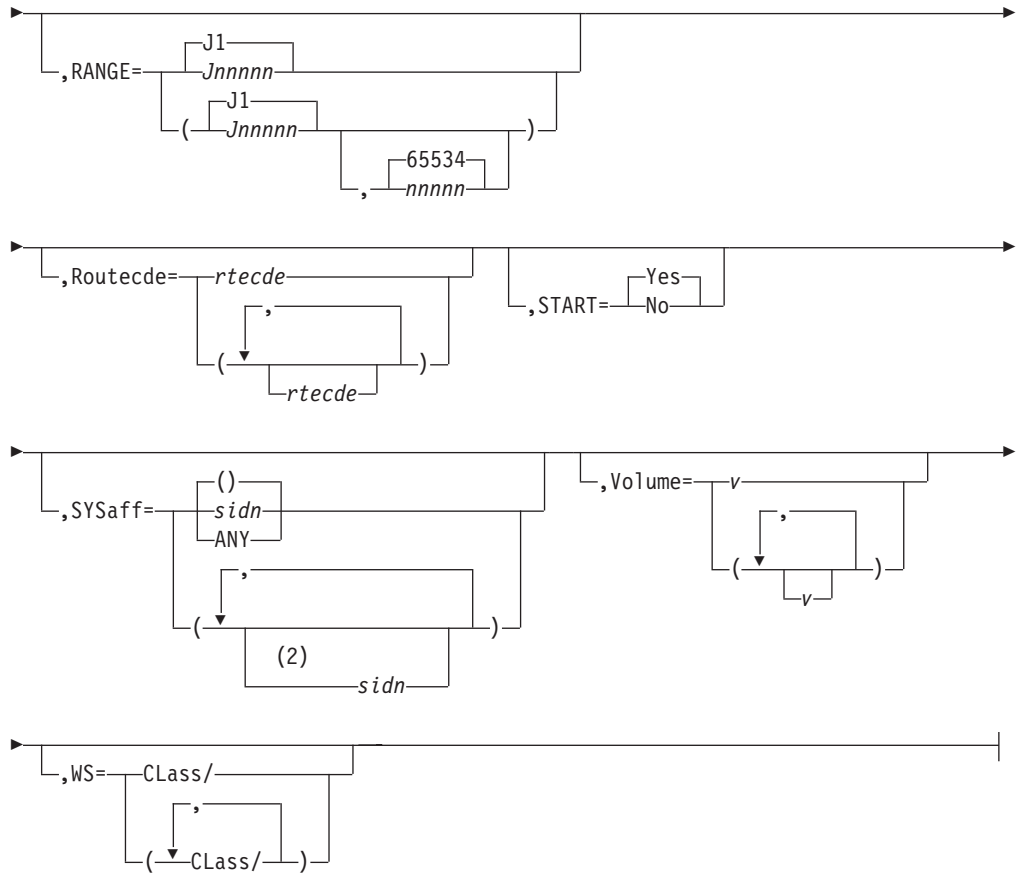 J1
,RANGE= Jnnnnn
J1
( Jnnnnn )
65534
, nnnnn
,Routecde= rtecde
,
( )
rtecde
Yes
,START= No
()
,SYSaff= sidn
ANY
,
( )
(2)
sidn
,Volume= v
,
( )
v
,WS= CLass/
,
( CLass/ )